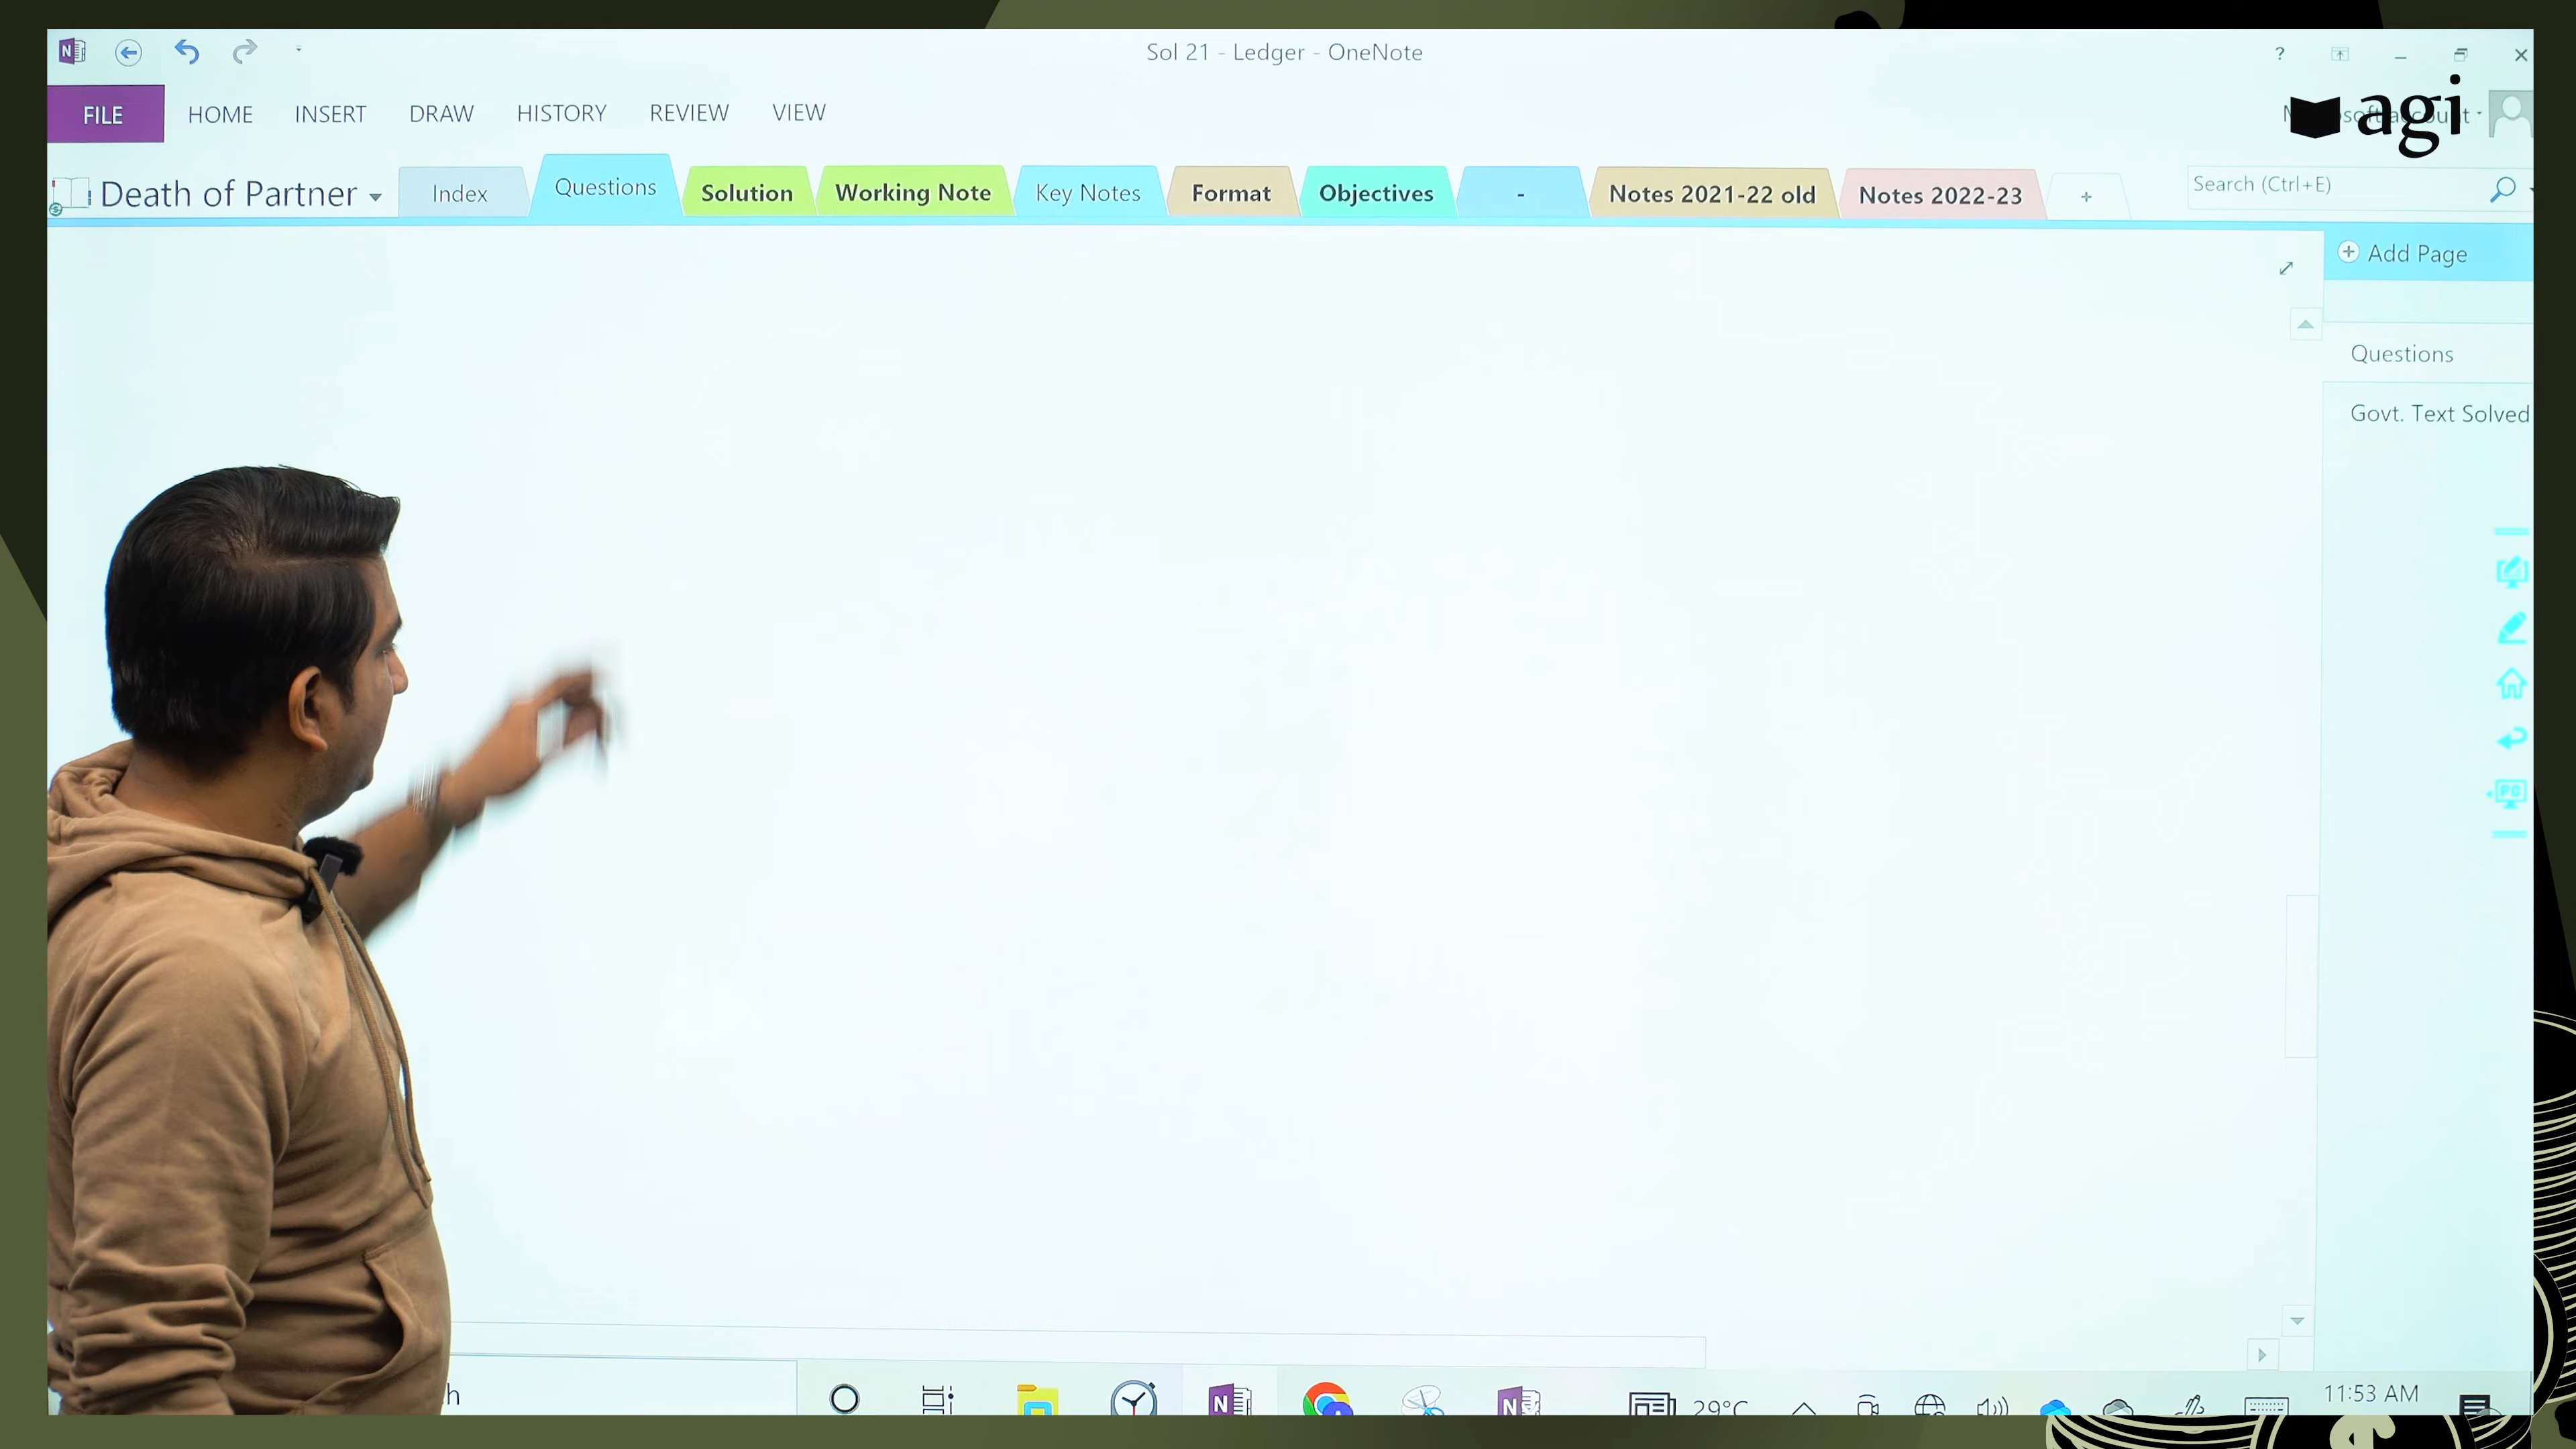 Sol 21 - Ledger - OneNote
?
FILE HOME INSERT DRAW HISTORY REVIEW VIEW
agi
Death of Partner Index Questions Solution Working Note Key Notes Format Objectives - Notes 2021-22 old Notes 2022-23 +
Search (Ctrl+E)
Add Page
Questions
Govt. Text Solved
PQ
h
29°C
11:53 AM